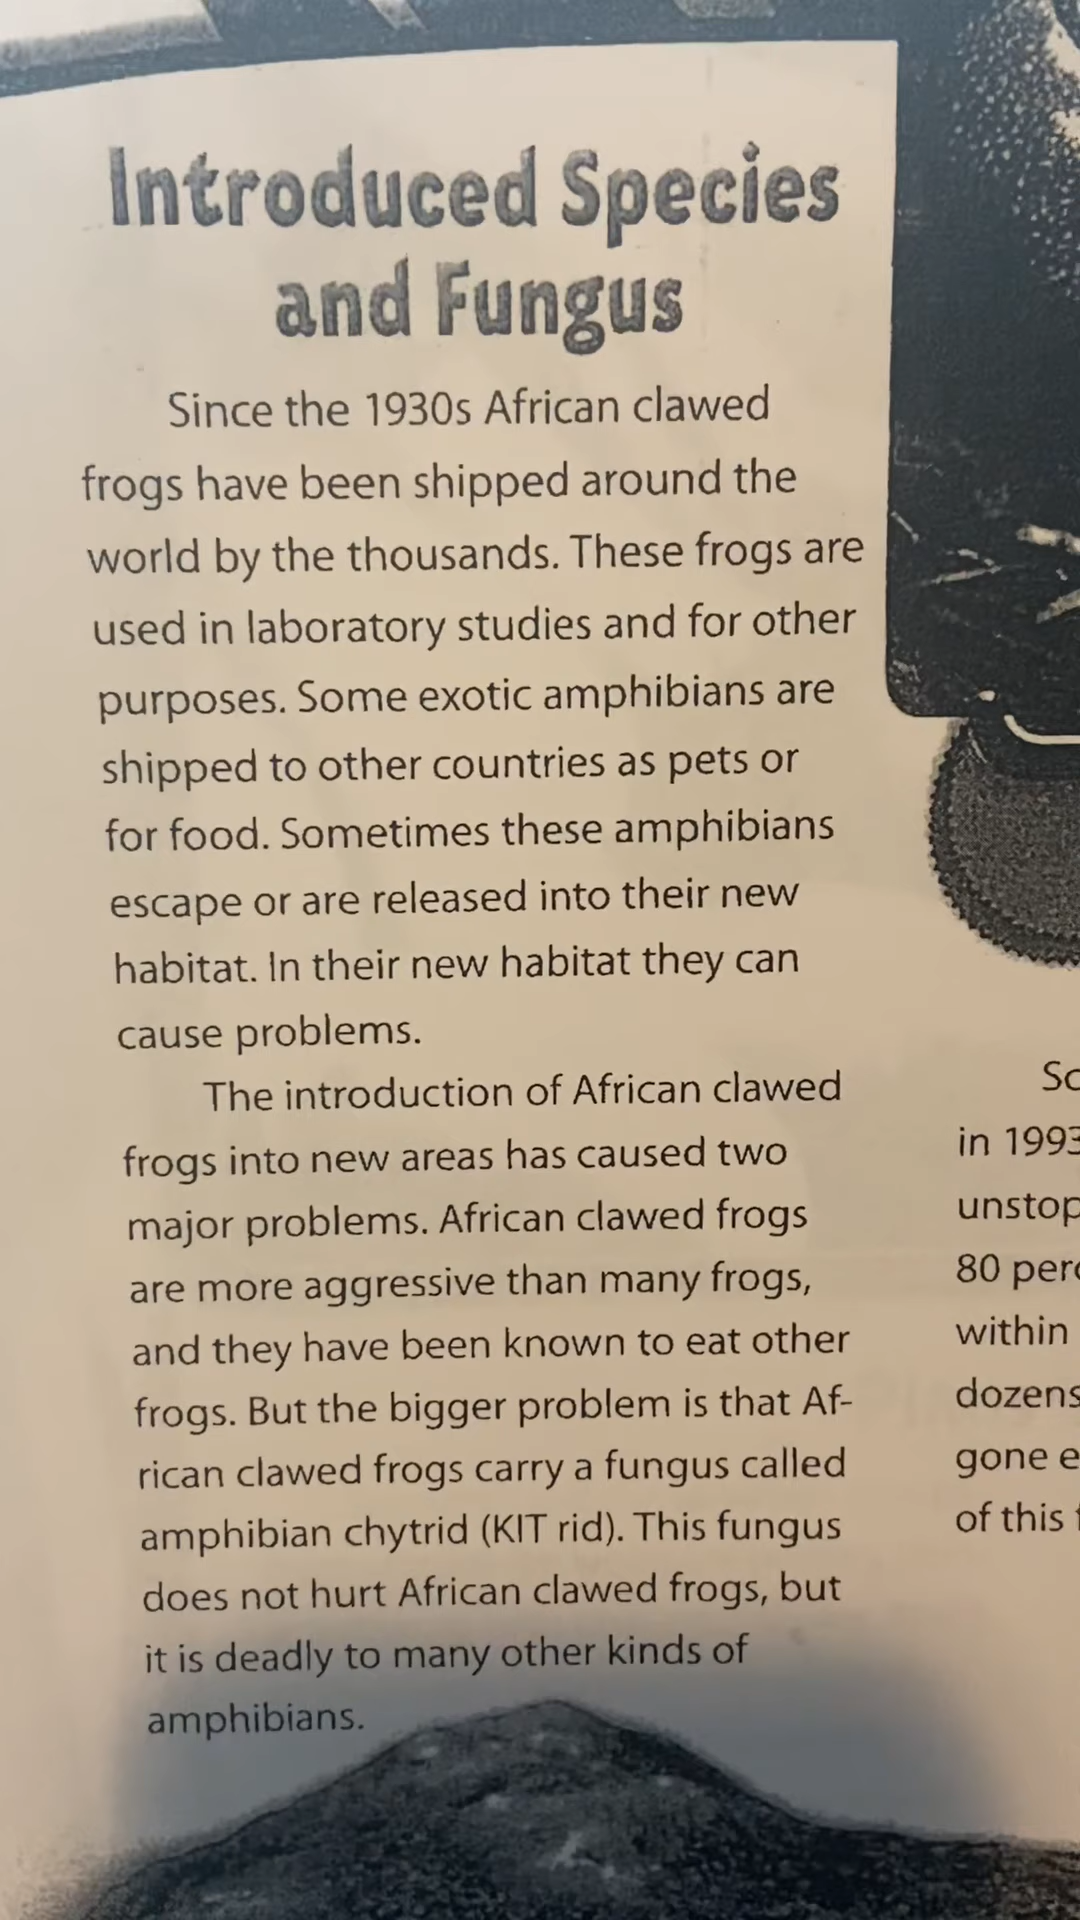 Introduced Species
and Fungus
Since the 1930s African clawed
frogs have been shipped around the
world by the thousands. These frogs are
used in laboratory studies and for other
purposes. Some exotic amphibians are
shipped to other countries as pets or
for food. Sometimes these amphibians
escape or are released into their new
habitat. In their new habitat they can
cause problems.
The introduction of African clawed
frogs into new areas has caused two
major problems. African clawed frogs
are more aggressive than many frogs,
and they have been known to eat other
frogs. But the bigger problem is that Af-
rican clawed frogs carry a fungus called
amphibian chytrid (KIT rid). This fungus
does not hurt African clawed frogs, but
it is deadly to many other kinds of
amphibians.
in 1993
80
within
dozens
gone
of this